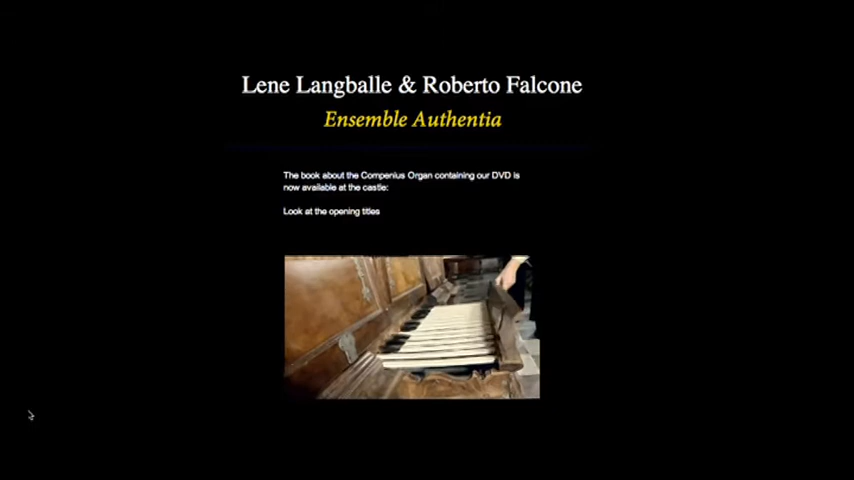 Lene Langballe & Roberto Falcone
Ensemble Authentia
The book about the Compenius Organ containing our DVD is
now available at the castle:
Look at the opening titles